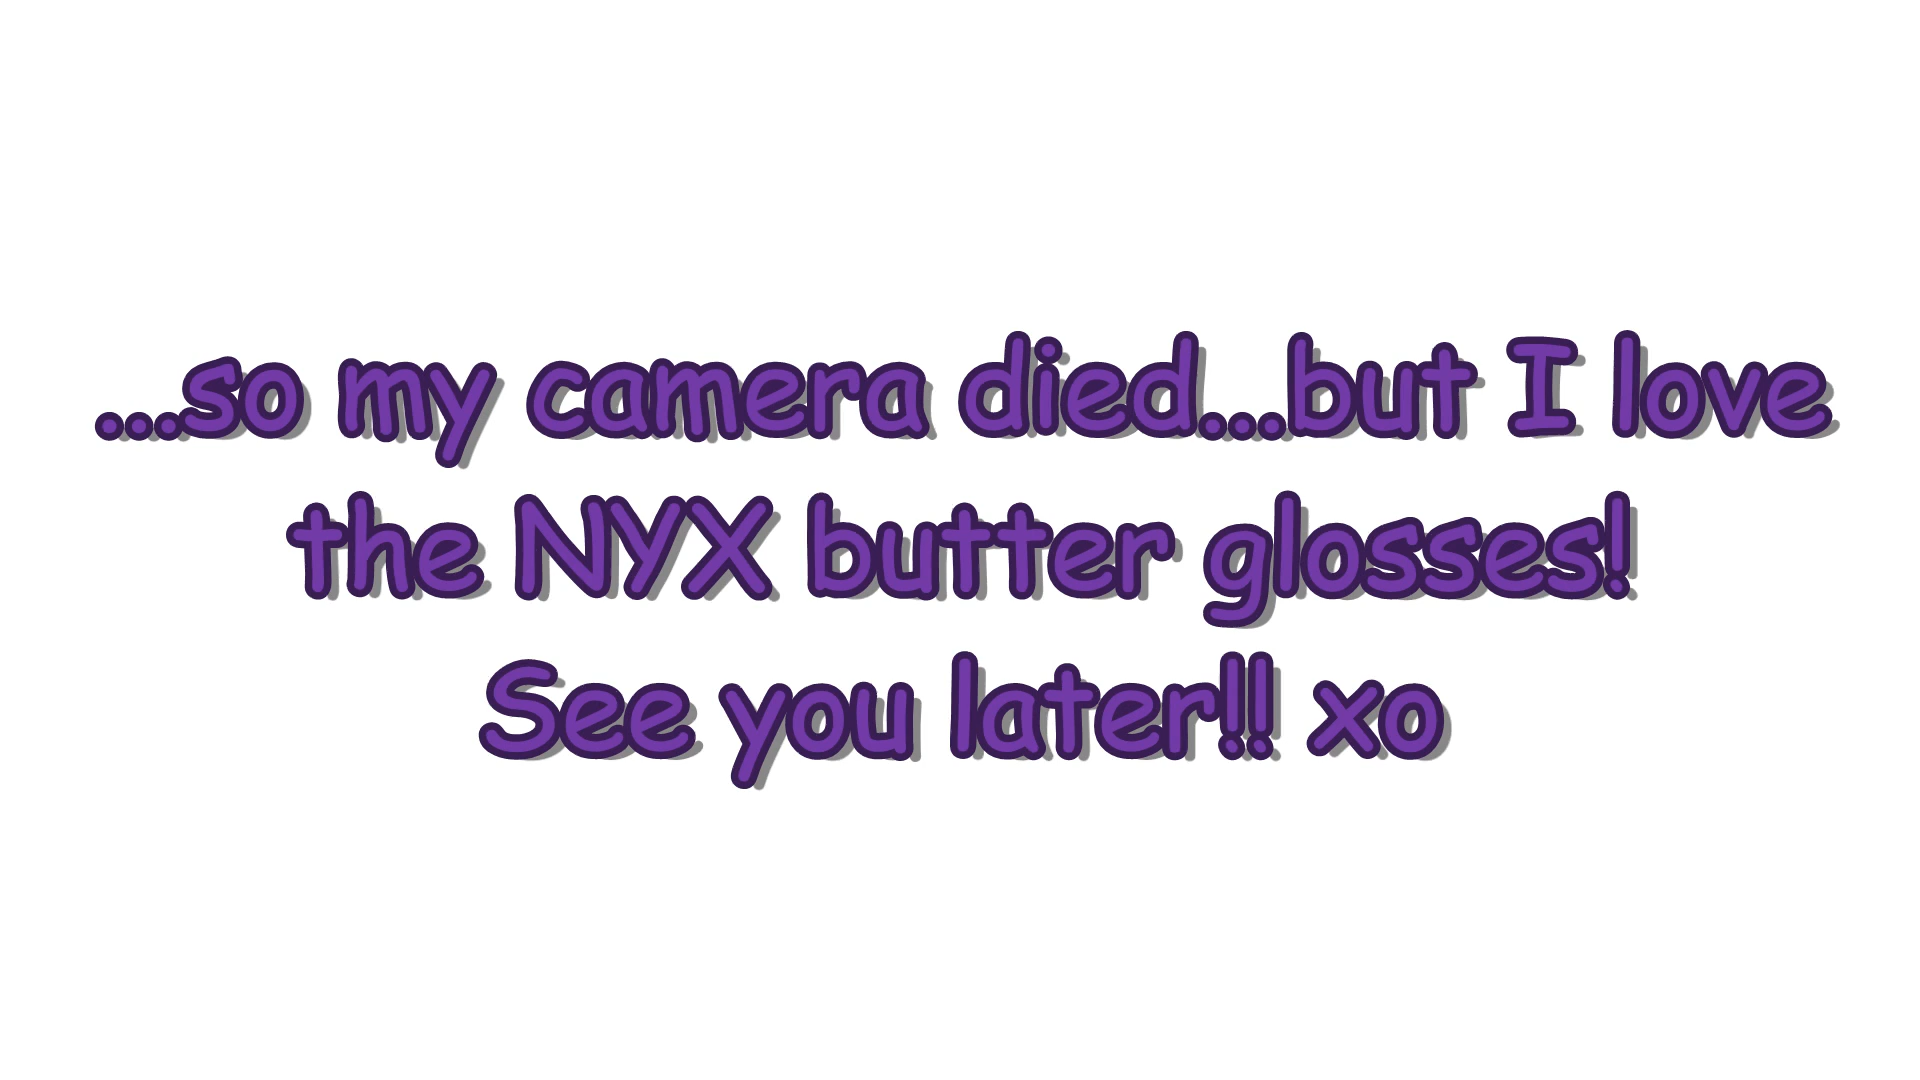 ...so my camera died...but I love
the NYX butter glosses!
See you later!! xo